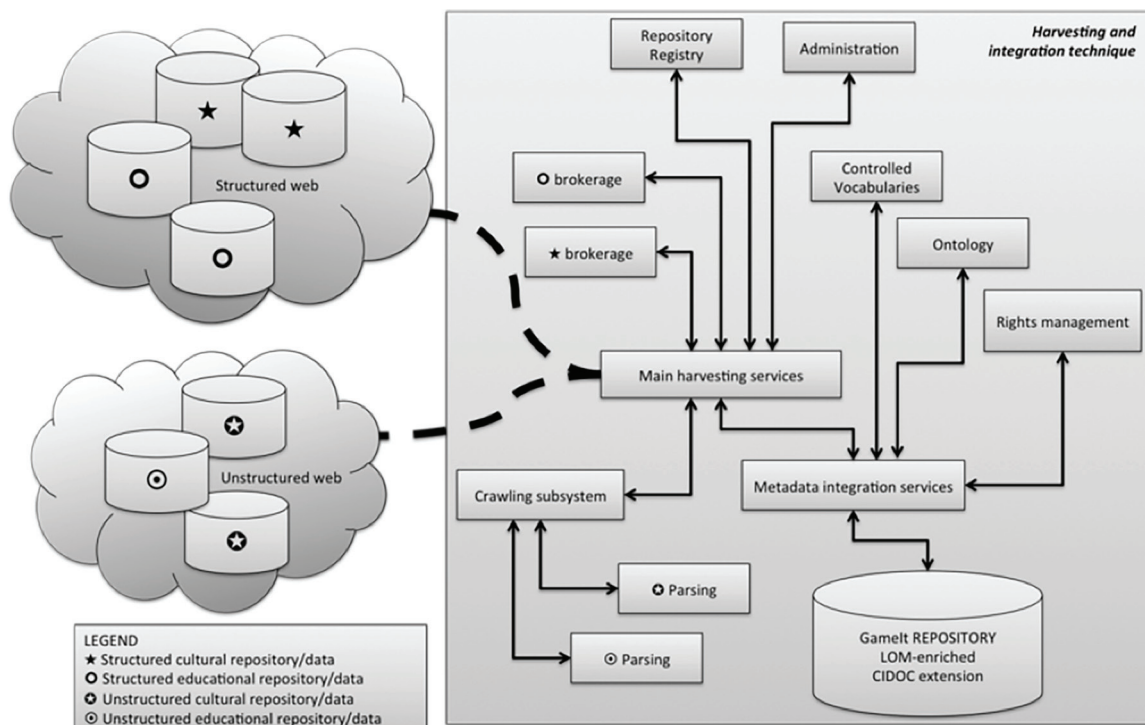 Harvesting and
integration technique
Repository
Registry
Administration
Structured web
brokerage
Controlled
Vocabularies
★ brokerage
Ontology
Rights management
Main harvesting services
Unstructured web
Crawling subsystem
Metadata integration services
Parsing
Parsing
GameIt REPOSITORY
LOM-enriched
CIDOC extension
LEGEND
★ Structured cultural repository/data
Structured educational repository/data
✪ Unstructured cultural repository/data
Unstructured educational repository/data